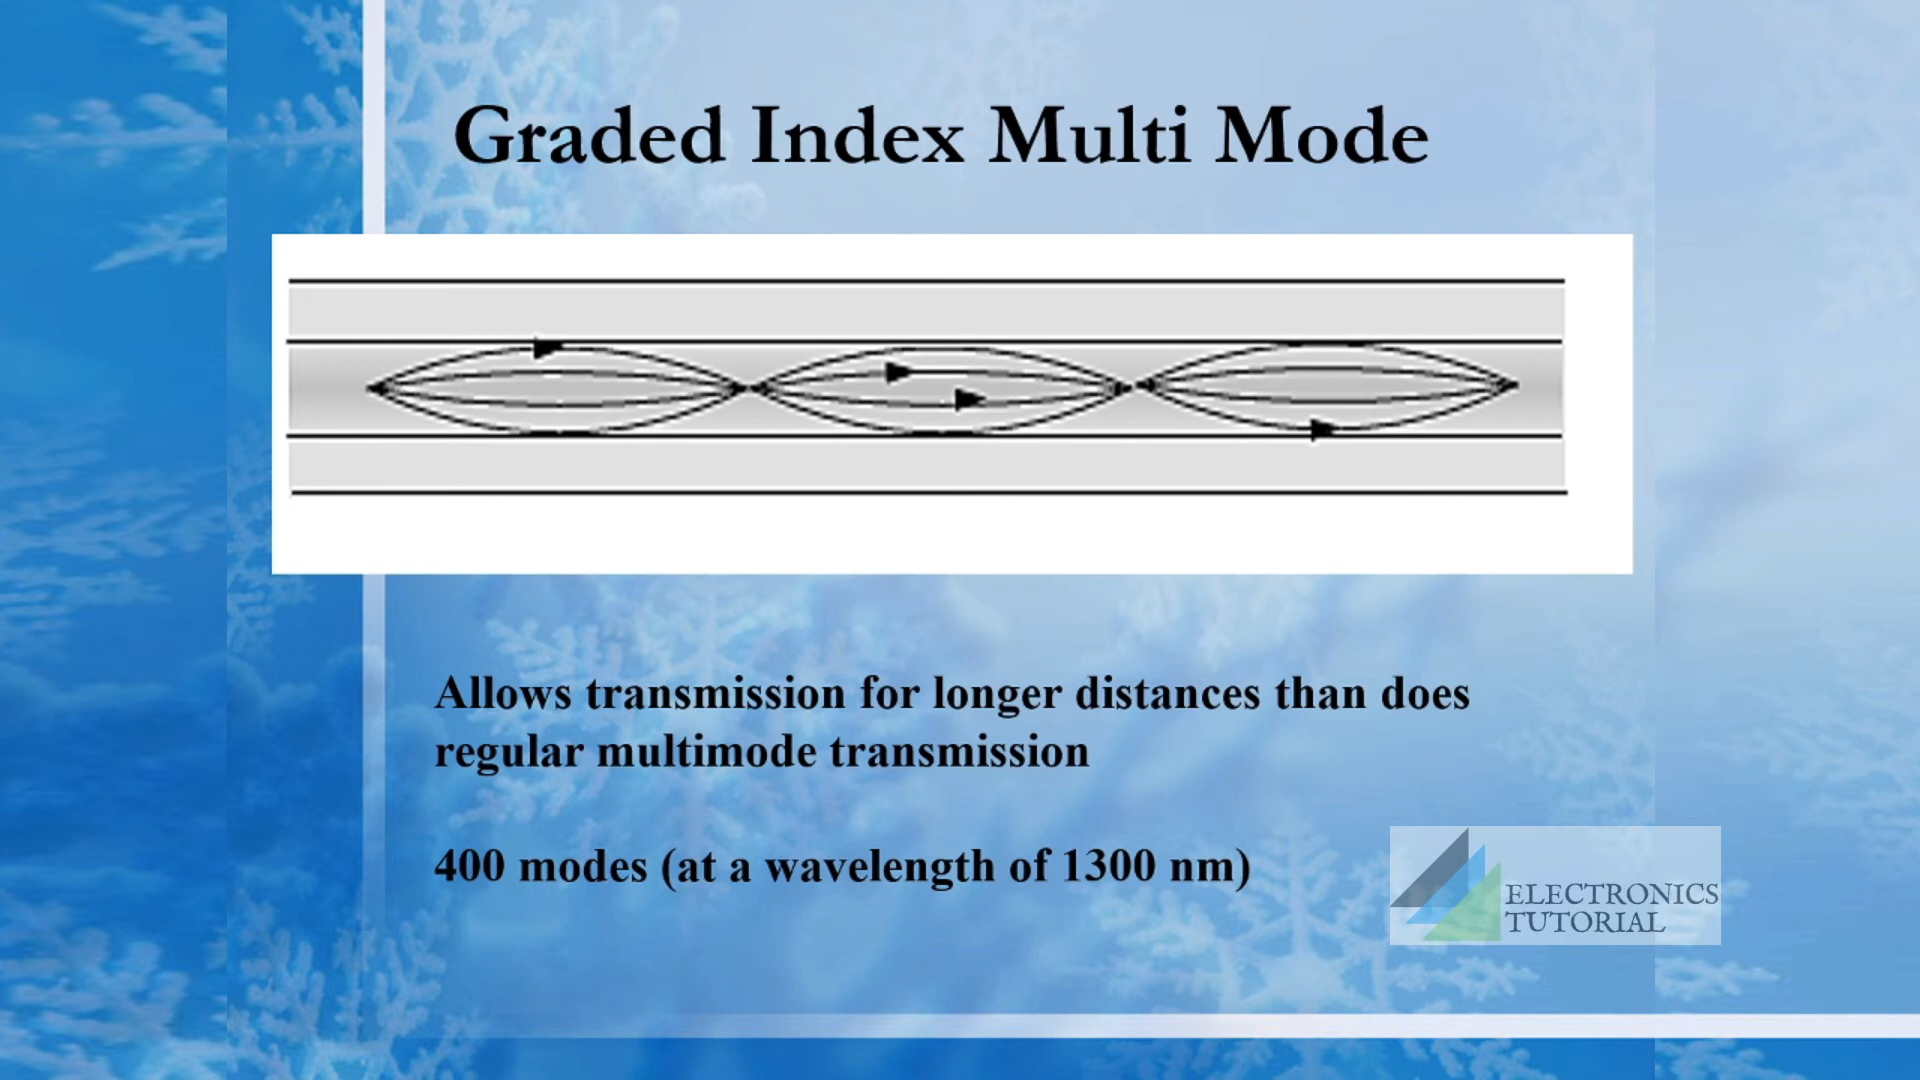 Graded Index Multi Mode
Allows transmission for longer distances than does
regular multimode transmission
400 modes (at a wavelength of 1300 nm)
ELECTRONICS
TUTORIAL